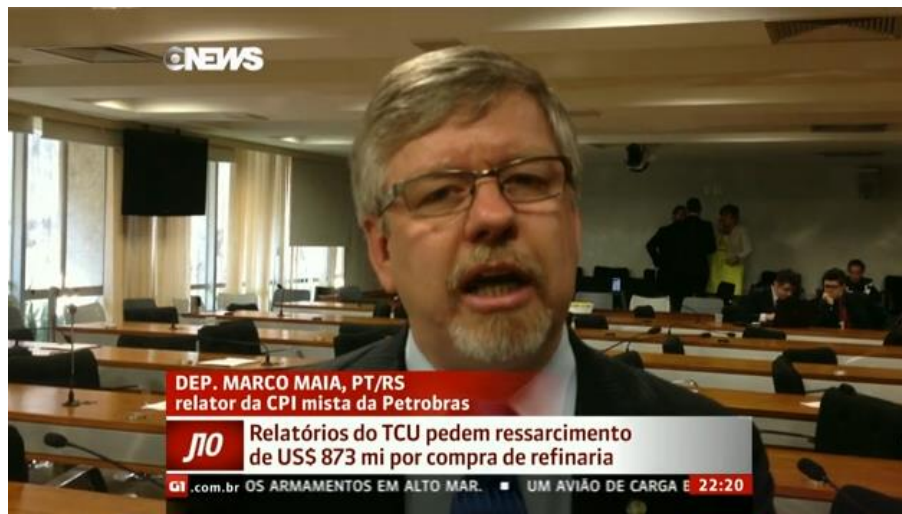 NEWS
DEP. MARCO MAIA, PT/RS
relator da CPI mista da Petrobras
J10
Relatórios do TCU pedem ressarcimento
de US$ 873 mi por compra de refinaria
G1 .com.br OS ARMAMENTOS EM ALTO MAR. ■ UM AVIÃO DE CARGA E 22:20